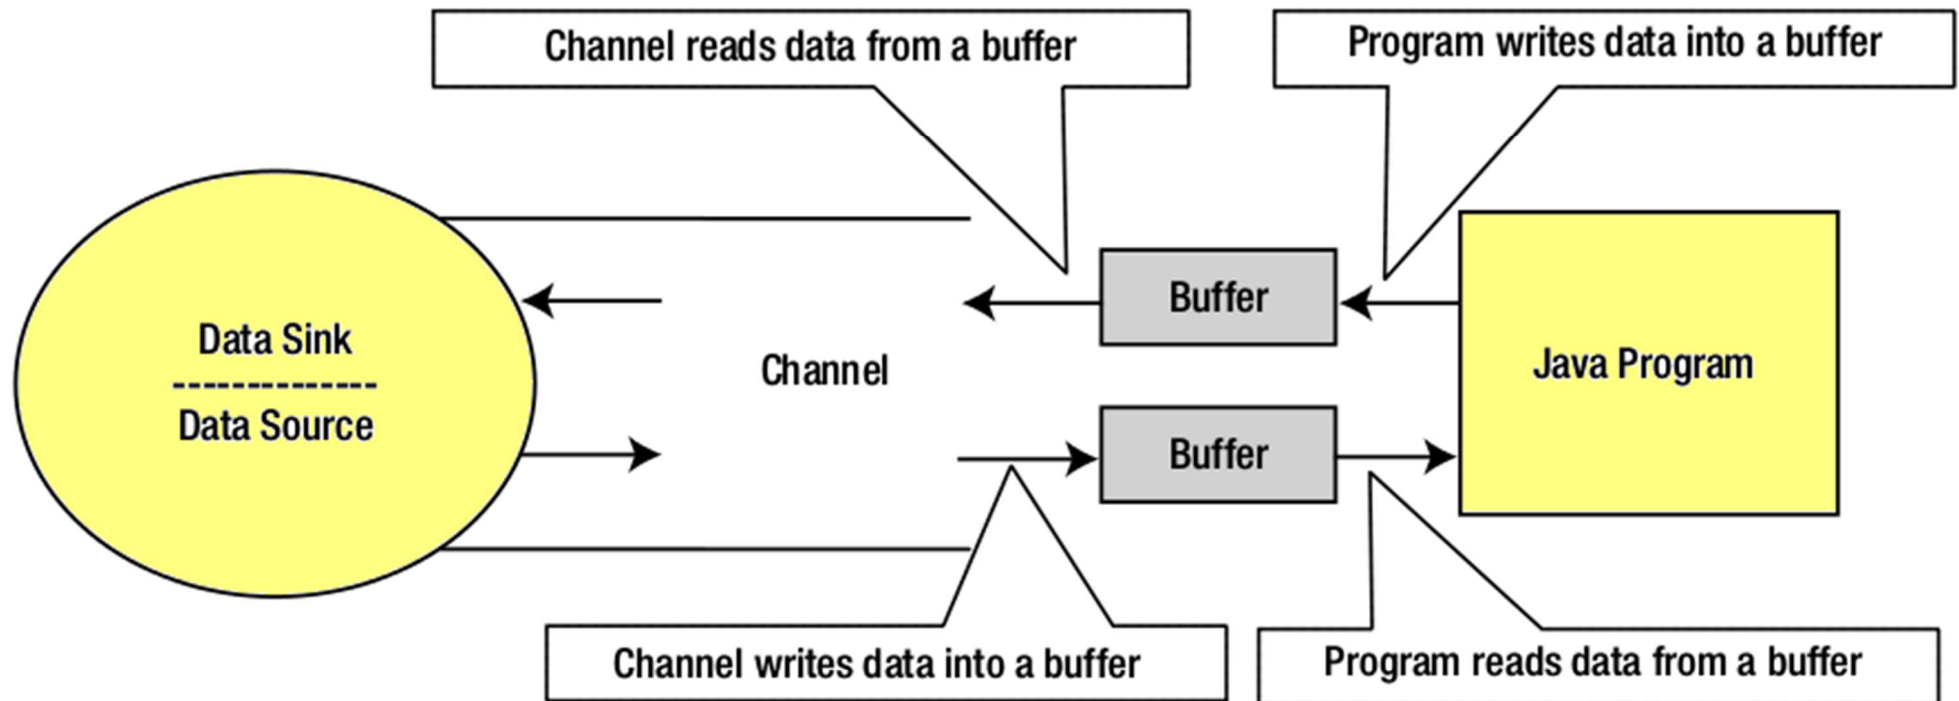 Channel reads data from a buffer
Program writes data into a buffer
Data Sink
--------------
Data Source
Channel
Buffer
Buffer
Java Program
Channel writes data into a buffer
Program reads data from a buffer